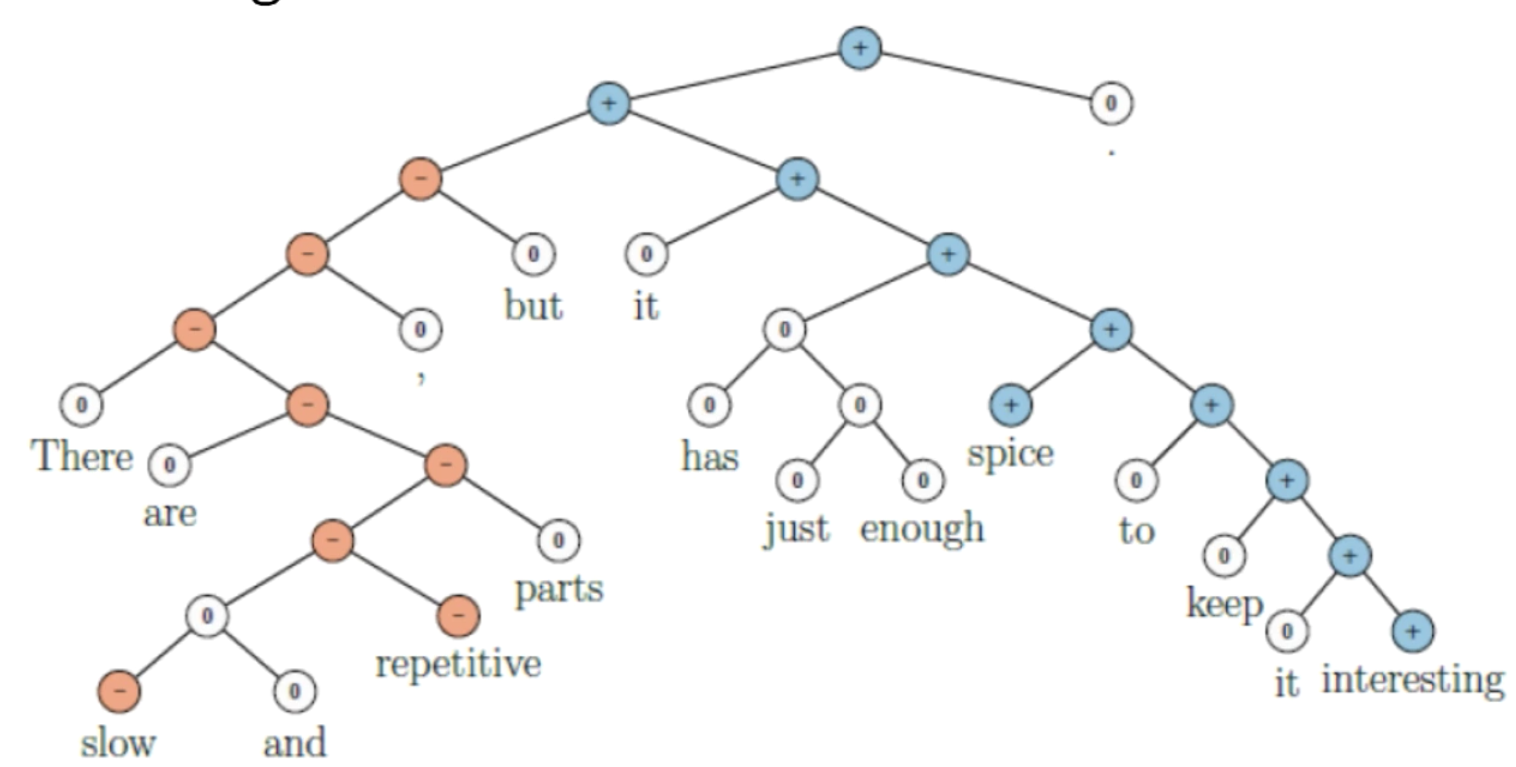 +
+ 0
.
− +
− 0 0 +
but it
− 0 0 +
,
0 − 0 0 + +
There 0 − has spice
0 0 0 +
are just enough to
− 0 0 +
parts keep
0 − 0 +
repetitive it interesting
− 0
slow and